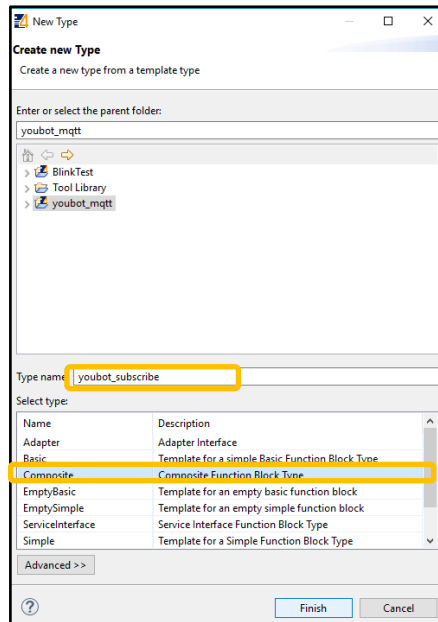 New Type
Create new Type
Create a new type from a template type
Enter or select the parent folder:
youbot_mqtt
BlinkTest
Tool Library
youbot_mqtt
Type name: youbot_subscribe
Select type:
Name Description
Adapter Adapter Interface
Basic Template for a simple Basic Function Block Type
Composite Composite Function Block Type
EmptyBasic Template for an empty basic function block
EmptySimple Template for an empty simple function block
ServiceInterface Service Interface Function Block Type
Simple Template for a Simple Function Block Type
Advanced >>
? Finish Cancel